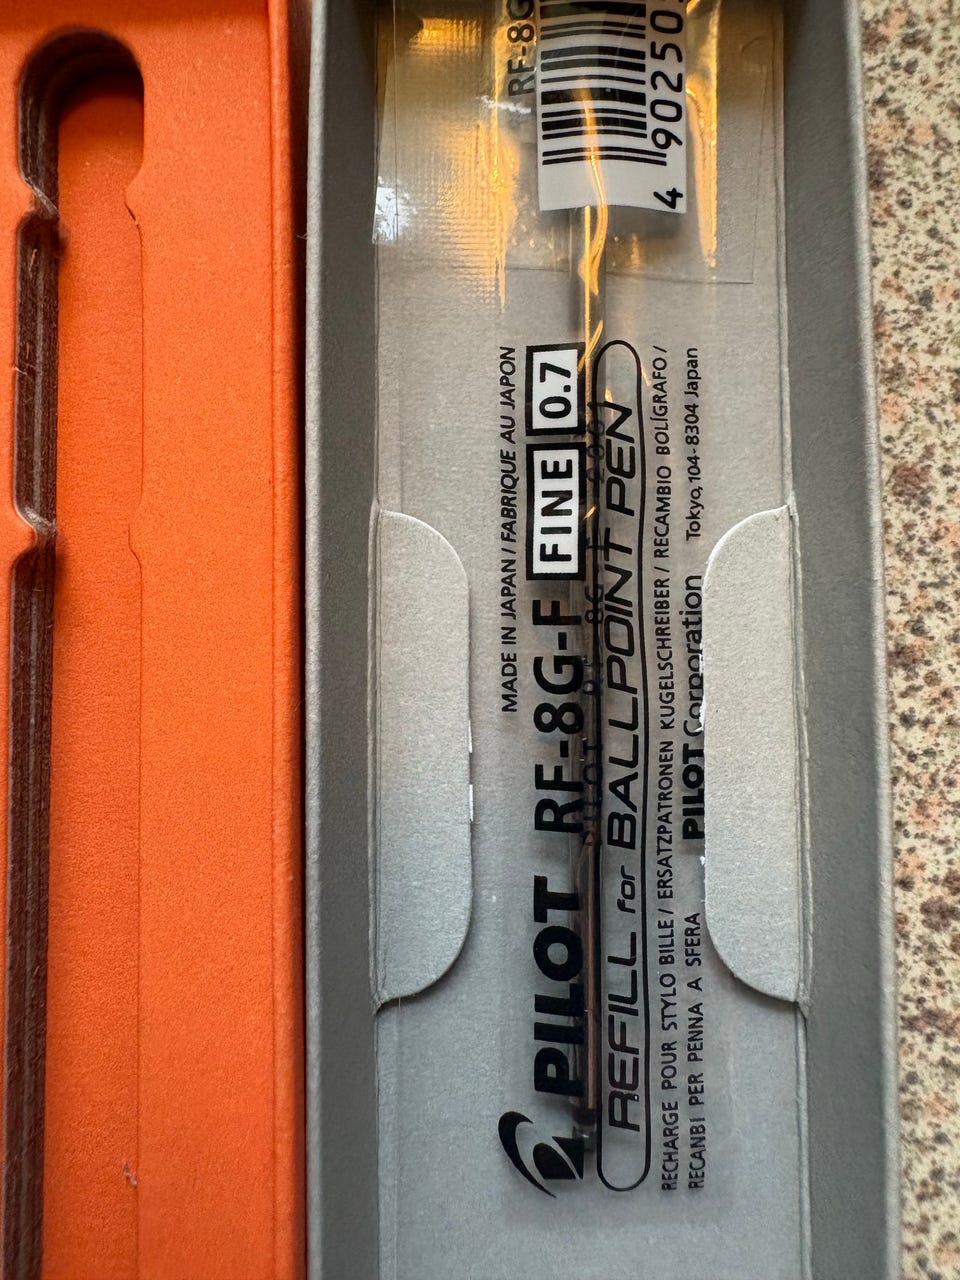 MADE IN JAPAN / FABRIQUE AU JAPON
PILOT RF-8G-F FINE 0.7
REFILL for BALLPOINT PEN
RECHARGE POUR STYLO BILLE / ERSATZPATRONEN KUGELSCHREIBER / RECAMBIO BOLÍGRAFO /
RECANBI PER PENNA A SFERA PILOT Corporation Tokyo, 104-8304 Japan
RF-8G
4 90250